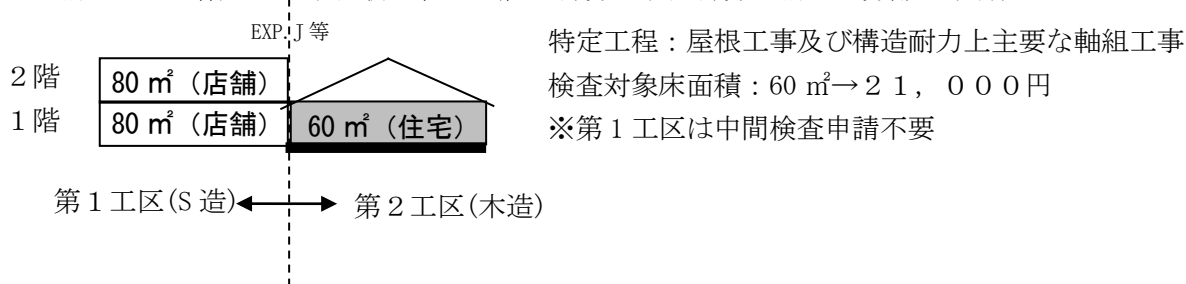 EXP.J 等
特定工程：屋根工事及び構造耐力上主要な軸組工事
2階 80 ㎡（店舗）
検査対象床面積：60 ㎡→２１，０００円
1階 80 ㎡（店舗） 60 ㎡（住宅）
※第１工区は中間検査申請不要
第１工区(S 造) 第２工区(木造)